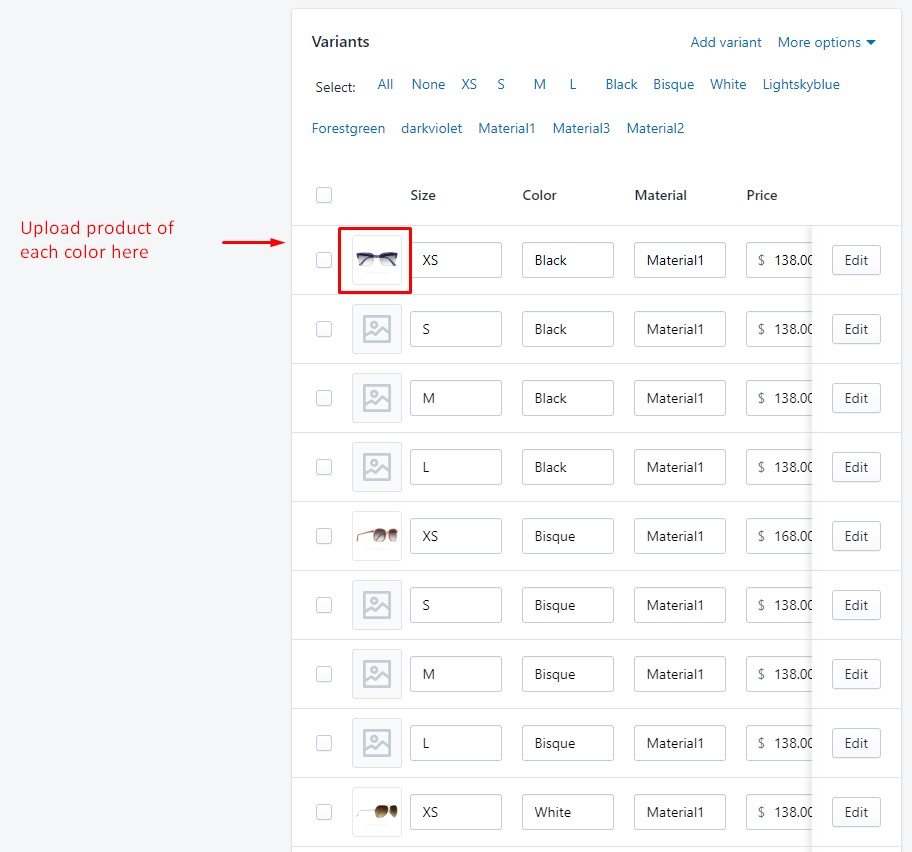 Variants Add variant More options
Select: All None XS S M L Black Bisque White Lightskyblue
Forestgreen darkviolet Material1 Material3 Material2
Size Color Material Price
Upload product of
each color here
XS Black Material1 $ 138.00 Edit
S Black Material1 $ 138.00 Edit
M Black Material1 $ 138.00 Edit
L Black Material1 $ 138.00 Edit
XS Bisque Material1 $ 168.00 Edit
S Bisque Material1 $ 138.00 Edit
M Bisque Material1 $ 138.00 Edit
L Bisque Material1 $ 138.00 Edit
XS White Material1 $ 138.00 Edit